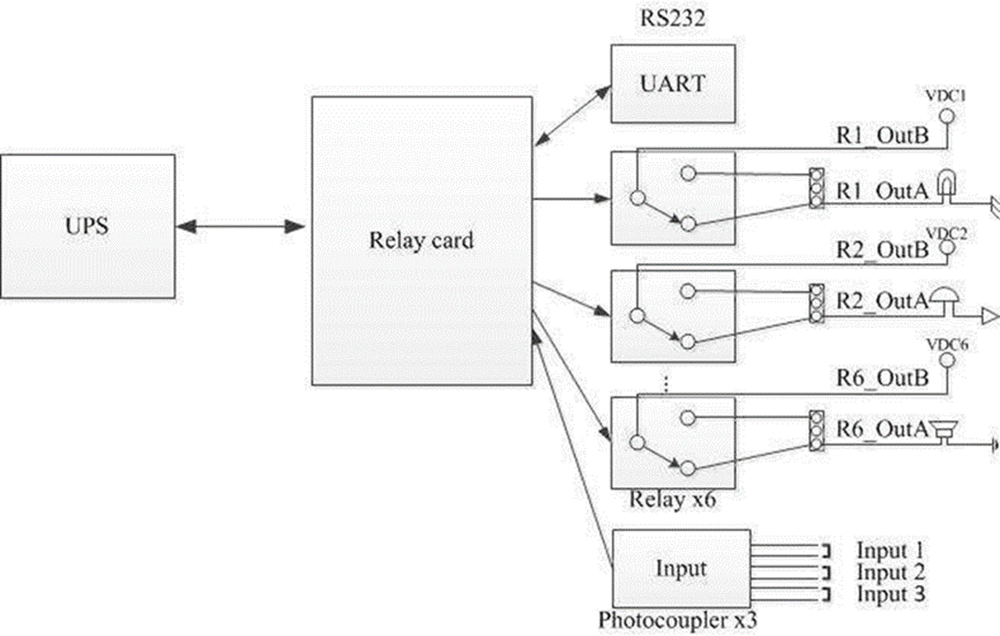 RS232
UART
UPS
Relay card
VDC1
R1_OutB
R1_OutA
VDC2
R2_OutB
R2_OutA
VDC6
R6_OutB
R6_OutA
Relay x6
Input
Input 1
Input 2
Input 3
Photocoupler x3